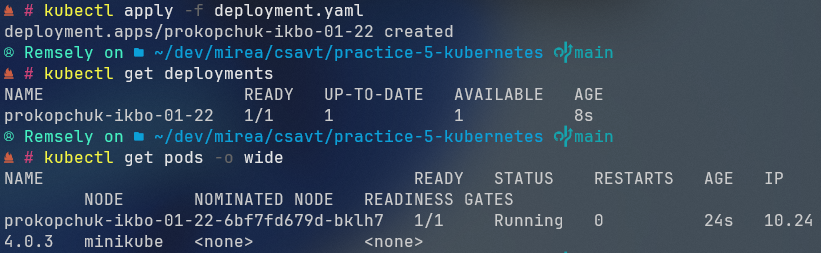 # kubectl apply -f deployment.yaml
deployment.apps/prokopchuk-ikbo-01-22 created
® Remsely on ~/dev/mirea/csavt/practice-5-kubernetes main
# kubectl get deployments
NAME READY UP-TO-DATE AVAILABLE AGE
prokopchuk-ikbo-01-22 1/1 1 1 8s
® Remsely on ~/dev/mirea/csavt/practice-5-kubernetes main
# kubectl get pods -o wide
NAME READY STATUS RESTARTS AGE IP
NODE NOMINATED NODE READINESS GATES
prokopchuk-ikbo-01-22-6bf7fd679d-bklh7 1/1 Running 0 24s 10.24
4.0.3 minikube <none> <none>